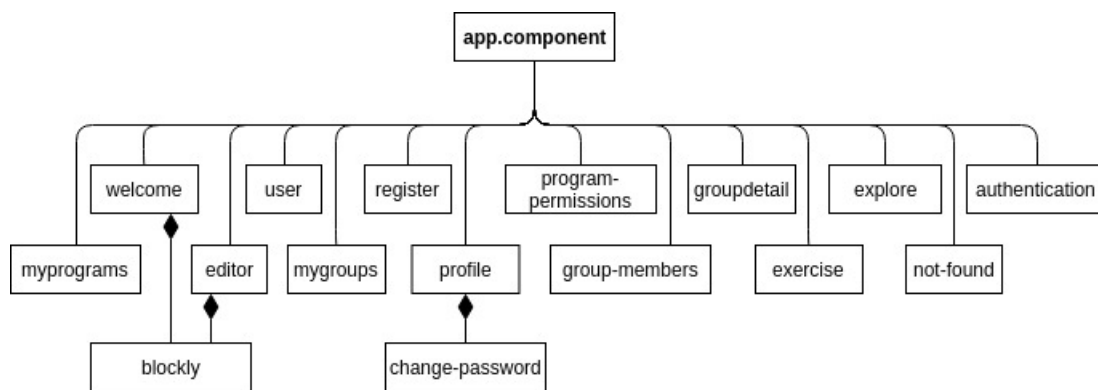 app.component
welcome
user
register
program-
permissions
groupdetail
explore
authentication
myprograms
editor
mygroups
profile
group-members
exercise
not-found
blockly
change-password